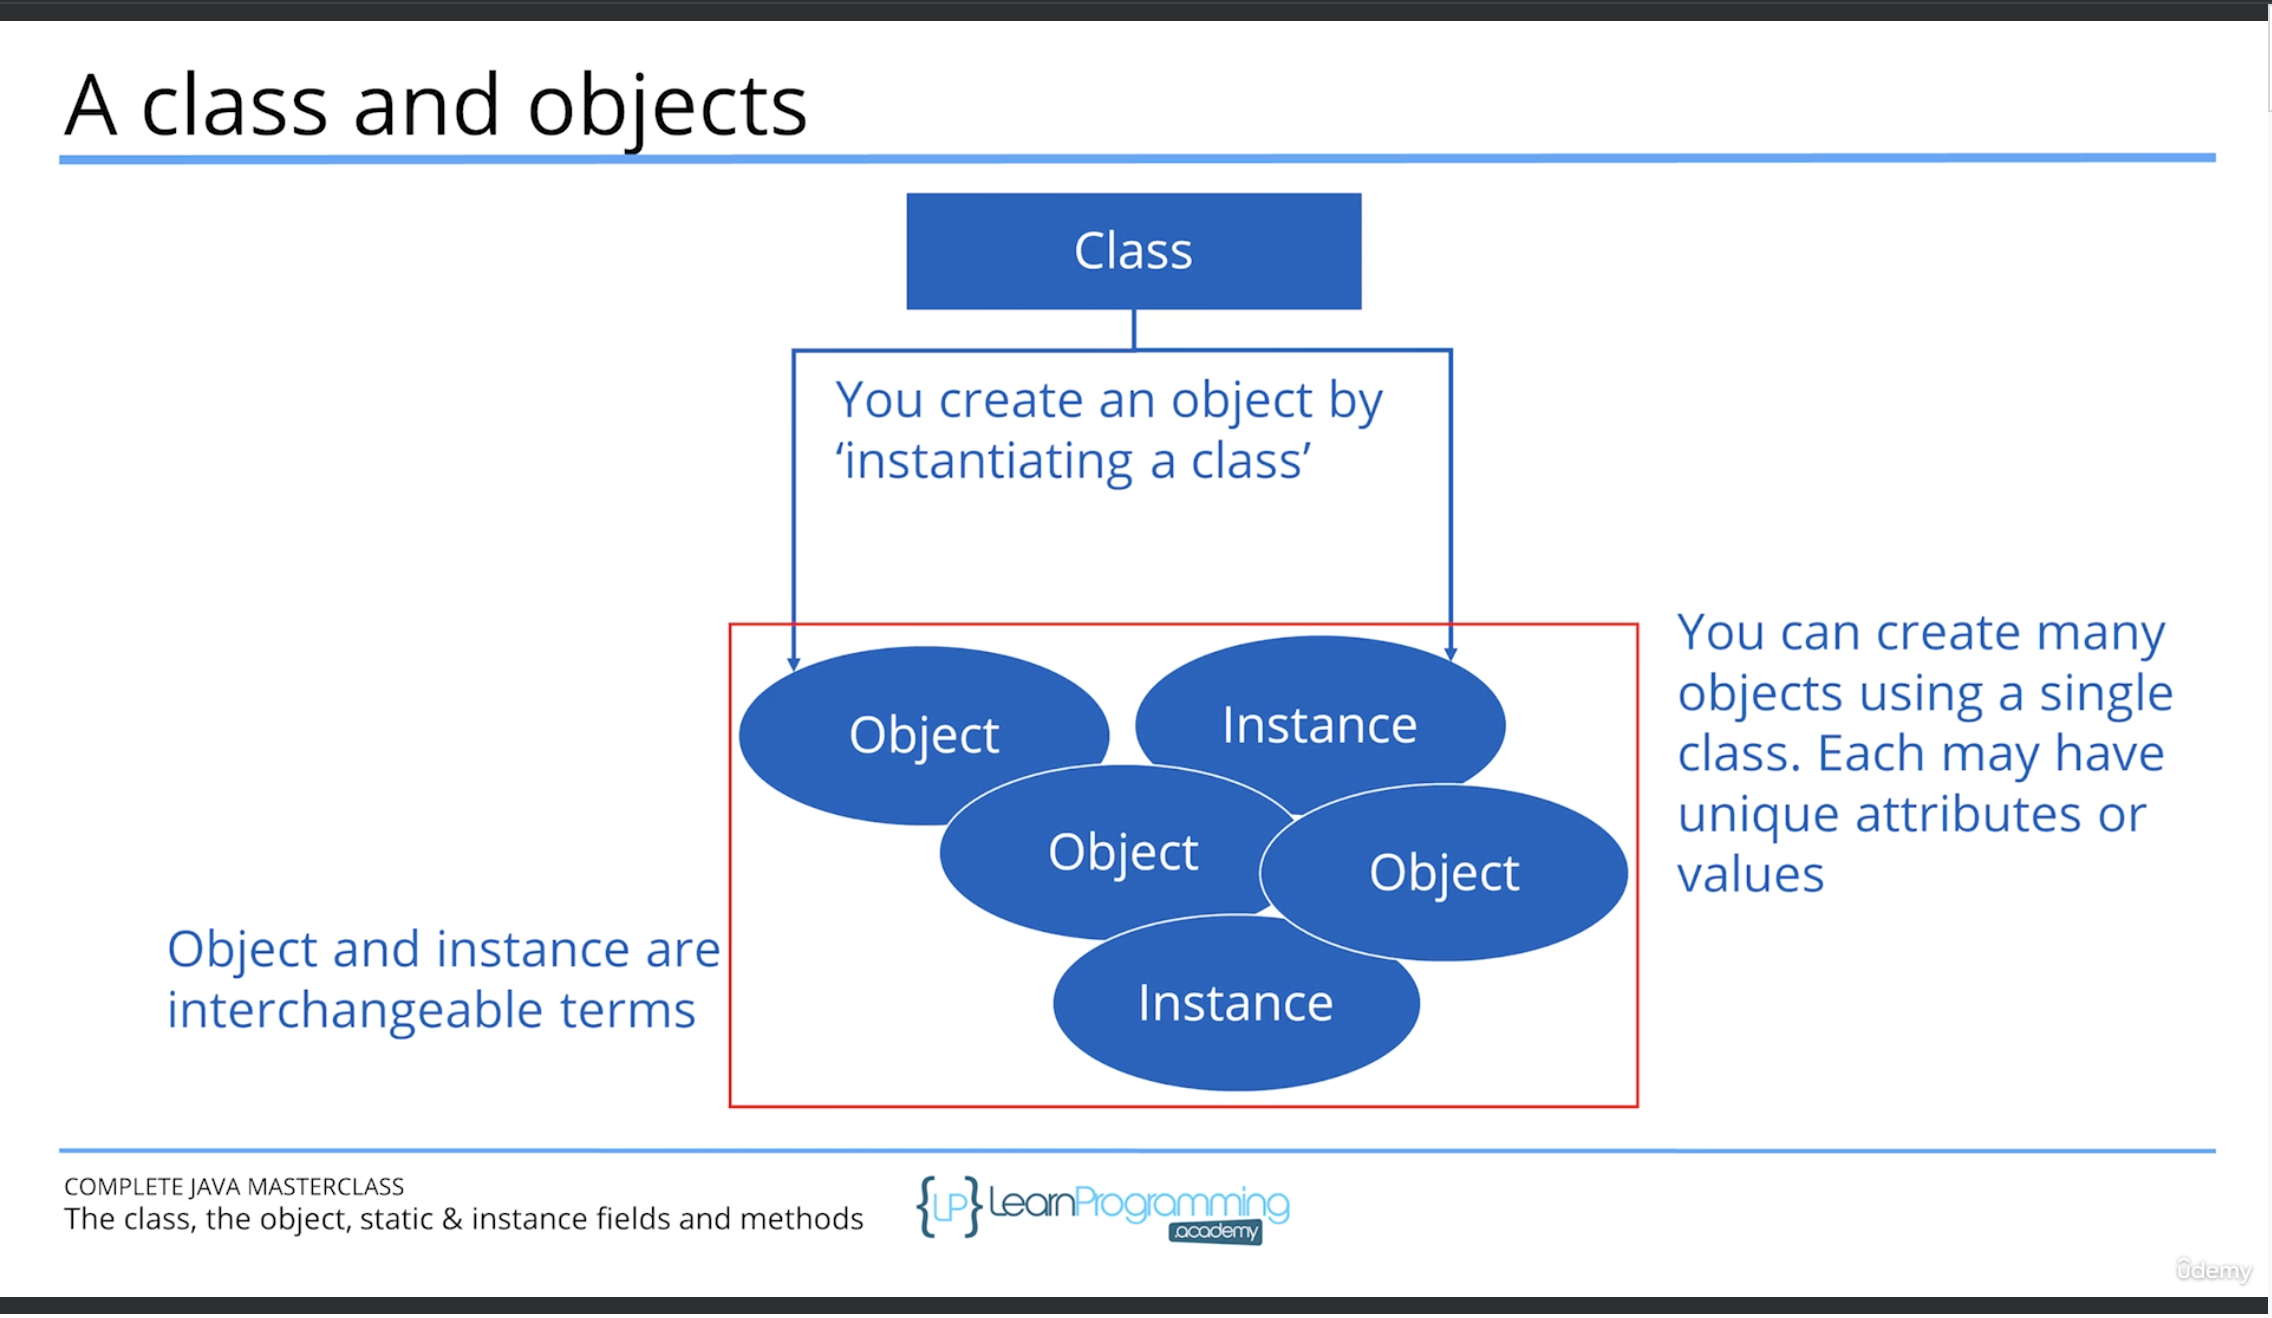 A class and objects
Class
You create an object by
‘instantiating a class’
Object
Instance
Object
Object
Instance
You can create many
objects using a single
class. Each may have
unique attributes or
values
Object and instance are
interchangeable terms
COMPLETE JAVA MASTERCLASS
The class, the object, static & instance fields and methods
{LP} LearnProgramming
.academy
ûdemy